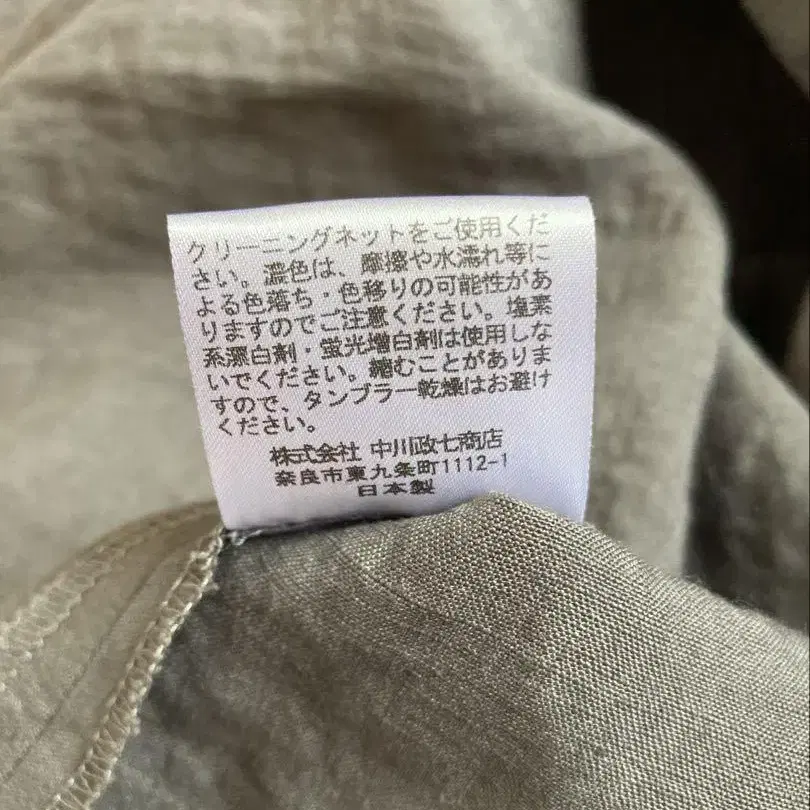 クリーニングネットをご使用くだ
さい。濃色は、摩擦や水濡れ等に
よる色落ち・色移りの可能性があ
りますのでご注意ください。塩素
系漂白剤・蛍光増白剤は使用しな
いでください。縮むことがありま
すので、タンブラー乾燥はお避け
ください。
株式会社 中川政七商店
奈良市東九条町1112-1
日本製